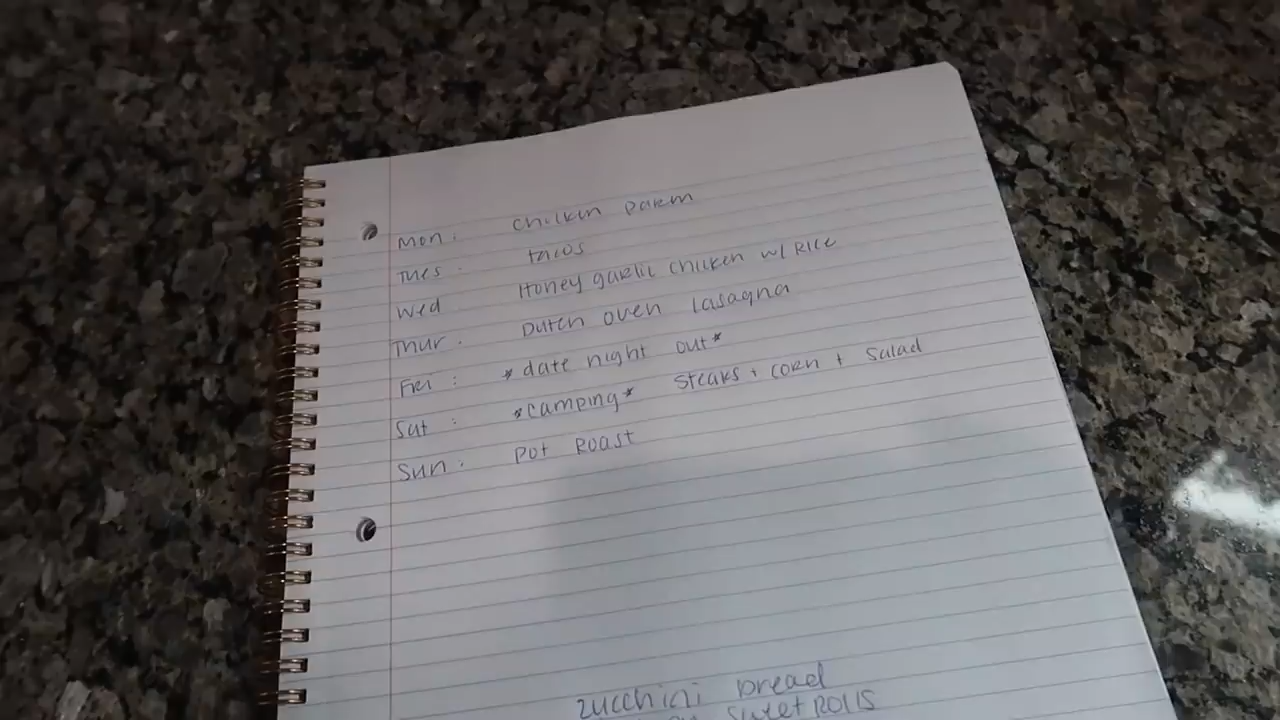 Mon: chicken parm
Tues: tacos
Wed Honey garlic chicken w/ Rice
Thur: Dutch oven lasagna
Fri: *date night out*
Sat: *camping* steaks + corn + salad
Sun: Pot Roast
zucchini bread
sweet Rolls